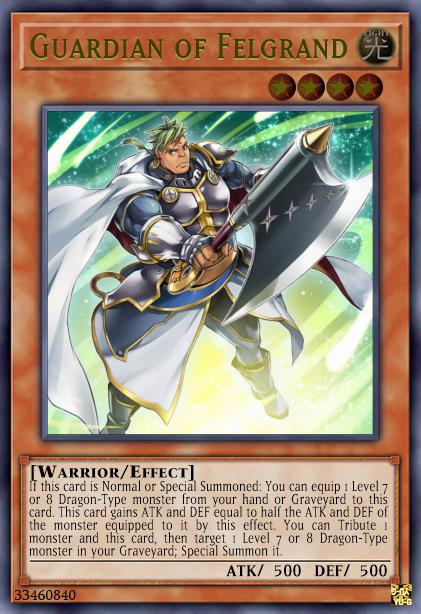 GUARDIAN OF FELGRAND
LIGHT
光
[WARRIOR/EFFECT]
If this card is Normal or Special Summoned: You can equip 1 Level 7
or 8 Dragon-Type monster from your hand or Graveyard to this
card. This card gains ATK and DEF equal to half the ATK and DEF of
the monster equipped to it by this effect. You can Tribute 1
monster and this card, then target 1 Level 7 or 8 Dragon-Type
monster in your Graveyard; Special Summon it.
ATK/ 500 DEF/ 500
33460840